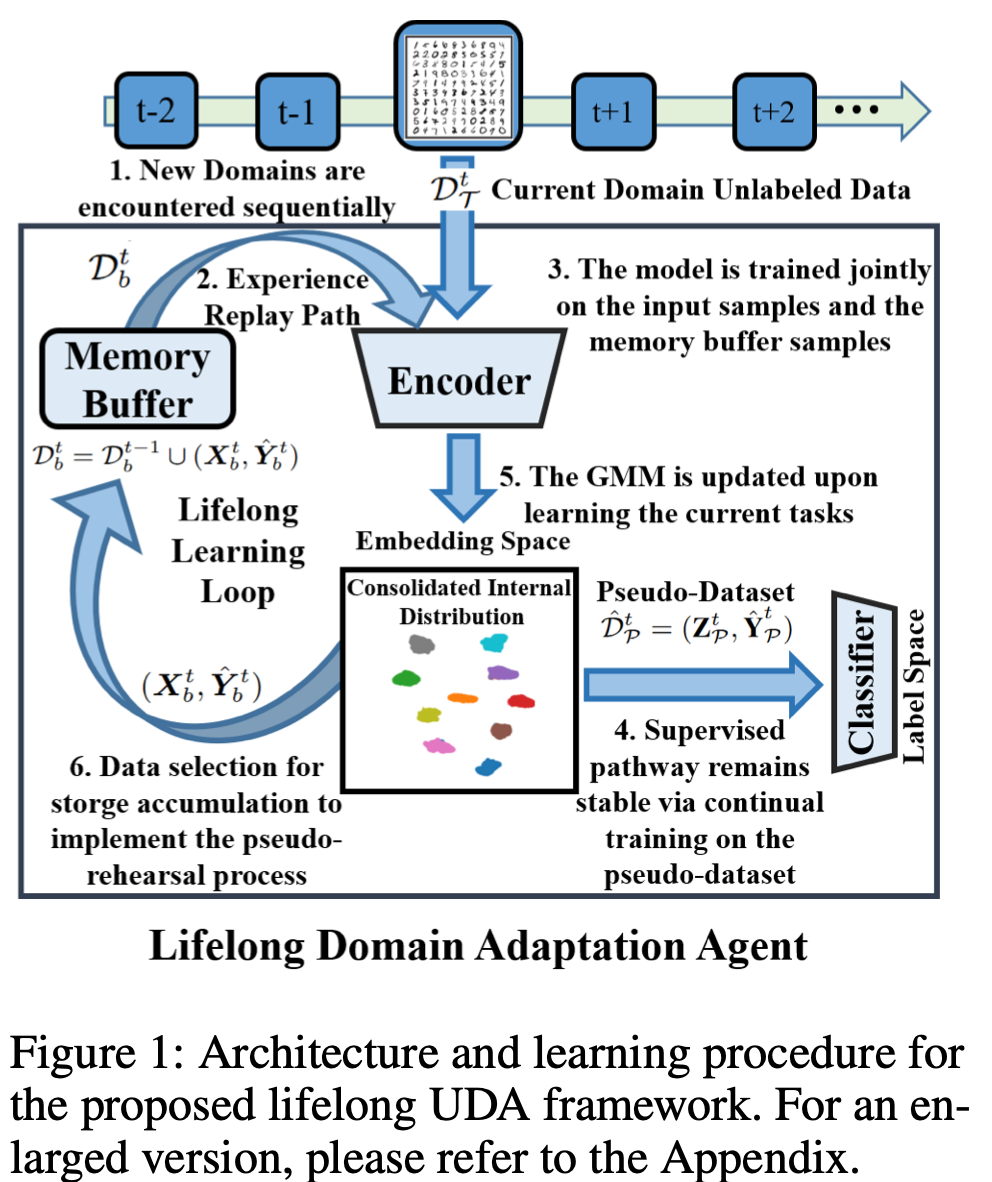 t-2
t-1
t+1
t+2
•••
1. New Domains are
encountered sequentially
$\mathcal{D}_{\mathcal{T}}^{t}$ Current Domain Unlabeled Data
$\mathcal{D}_{b}^{t}$
2. Experience
Replay Path
3. The model is trained jointly
on the input samples and the
memory buffer samples
Memory
Buffer
Encoder
$\mathcal{D}_{b}^{t} = \mathcal{D}_{b}^{t-1} \cup (\boldsymbol{X}_{b}^{t}, \hat{\boldsymbol{Y}}_{b}^{t})$
Lifelong
Learning
Loop
5. The GMM is updated upon
learning the current tasks
Embedding Space
Consolidated Internal
Distribution
Pseudo-Dataset
$\hat{\mathcal{D}}_{\mathcal{P}}^{t} = (\mathbf{Z}_{\mathcal{P}}^{t}, \hat{\mathbf{Y}}_{\mathcal{P}}^{t})$
Classifier
Label Space
$(\boldsymbol{X}_{b}^{t}, \hat{\boldsymbol{Y}}_{b}^{t})$
4. Supervised
pathway remains
stable via continual
training on the
pseudo-dataset
6. Data selection for
storge accumulation to
implement the pseudo-
rehearsal process
Lifelong Domain Adaptation Agent
Figure 1: Architecture and learning procedure for
the proposed lifelong UDA framework. For an en-
larged version, please refer to the Appendix.